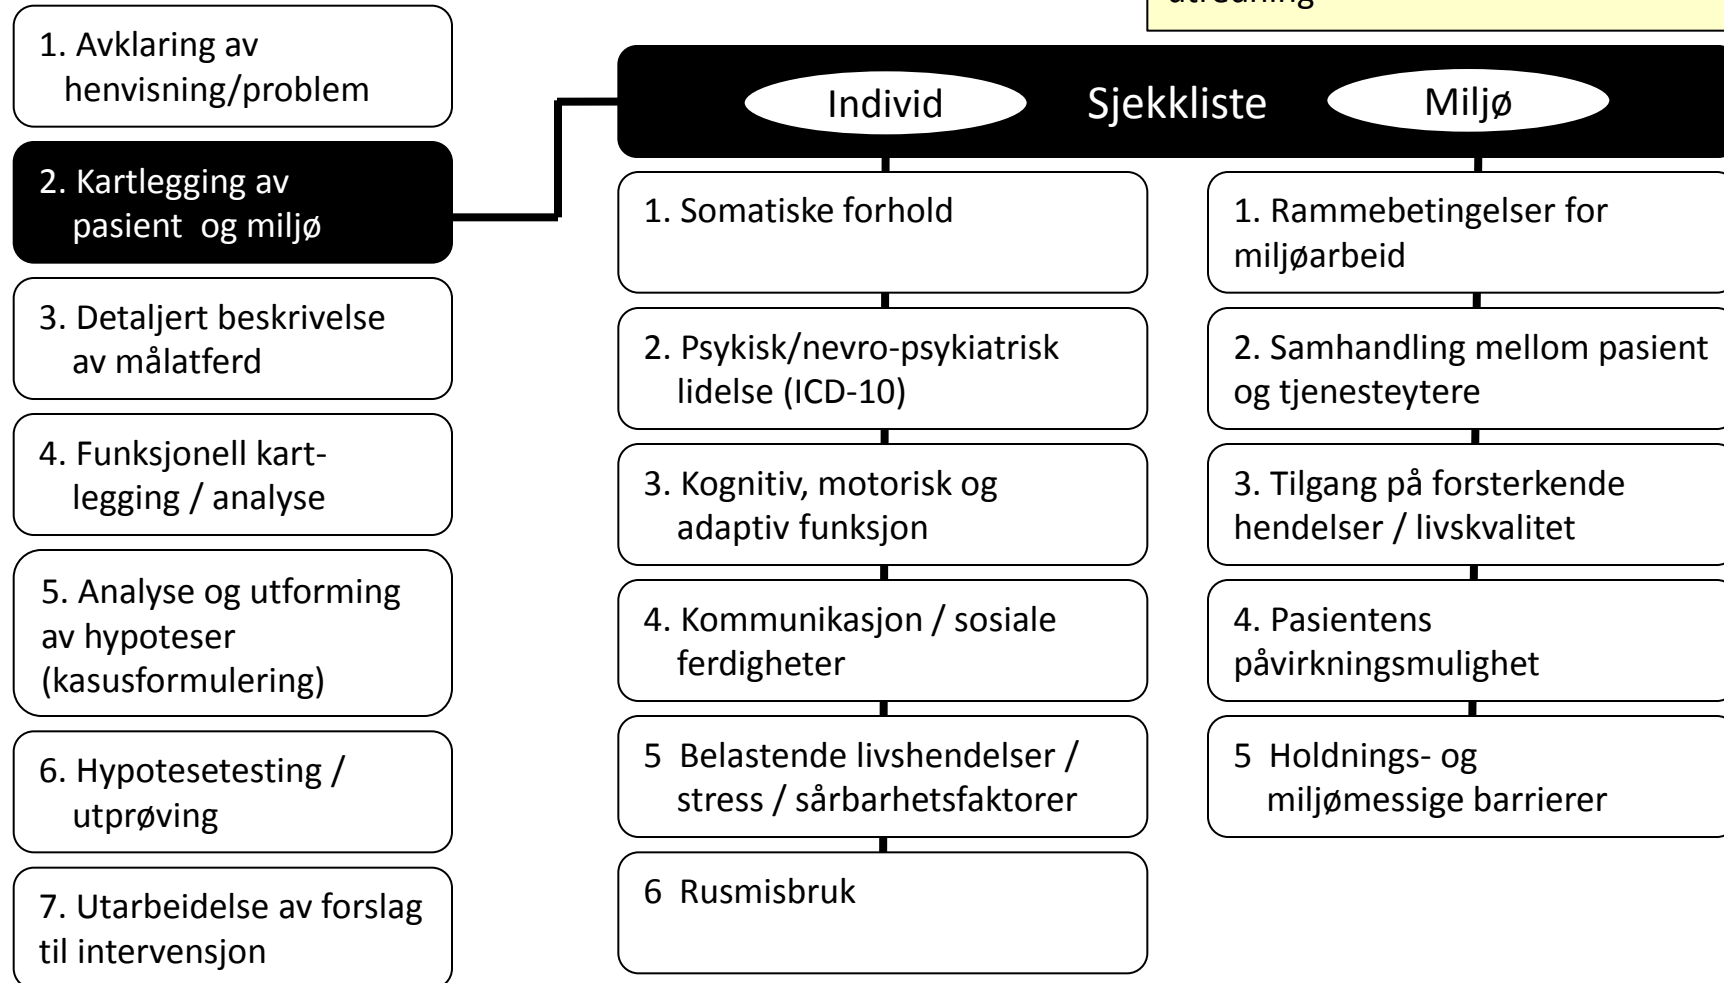 utredning
1. Avklaring av
henvisning/problem
2. Kartlegging av
pasient og miljø
3. Detaljert beskrivelse
av målatferd
4. Funksjonell kart-
legging / analyse
5. Analyse og utforming
av hypoteser
(kasusformulering)
6. Hypotesetesting /
utprøving
7. Utarbeidelse av forslag
til intervensjon
Individ Sjekkliste Miljø
1. Somatiske forhold
2. Psykisk/nevro-psykiatrisk
lidelse (ICD-10)
3. Kognitiv, motorisk og
adaptiv funksjon
4. Kommunikasjon / sosiale
ferdigheter
5 Belastende livshendelser /
stress / sårbarhetsfaktorer
6 Rusmisbruk
1. Rammebetingelser for
miljøarbeid
2. Samhandling mellom pasient
og tjenesteytere
3. Tilgang på forsterkende
hendelser / livskvalitet
4. Pasientens
påvirkningsmulighet
5 Holdnings- og
miljømessige barrierer